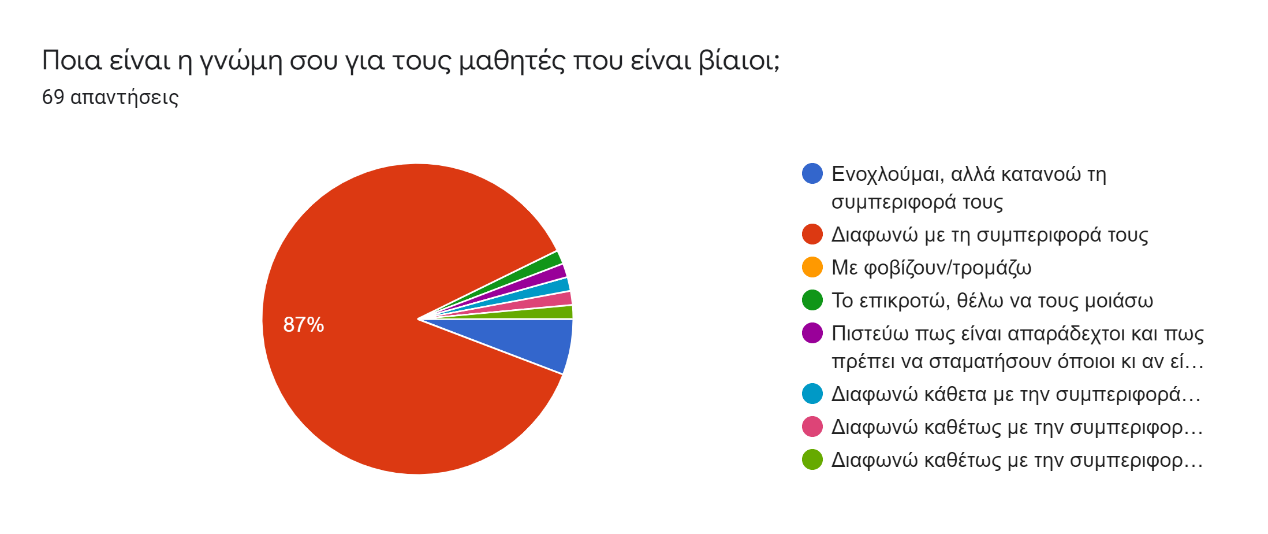 Ποια είναι η γνώμη σου για τους μαθητές που είναι βίαιοι;
69 απαντήσεις
87%
Ενοχλούμαι, αλλά κατανοώ τη
συμπεριφορά τους
Διαφωνώ με τη συμπεριφορά τους
Με φοβίζουν/τρομάζω
Το επικροτώ, θέλω να τους μοιάσω
Πιστεύω πως είναι απαράδεχτοι και πως
πρέπει να σταματήσουν όποιοι κι αν εί…
Διαφωνώ κάθετα με την συμπεριφορά…
Διαφωνώ καθέτως με την συμπεριφορ…
Διαφωνώ καθέτως με την συμπεριφορ…